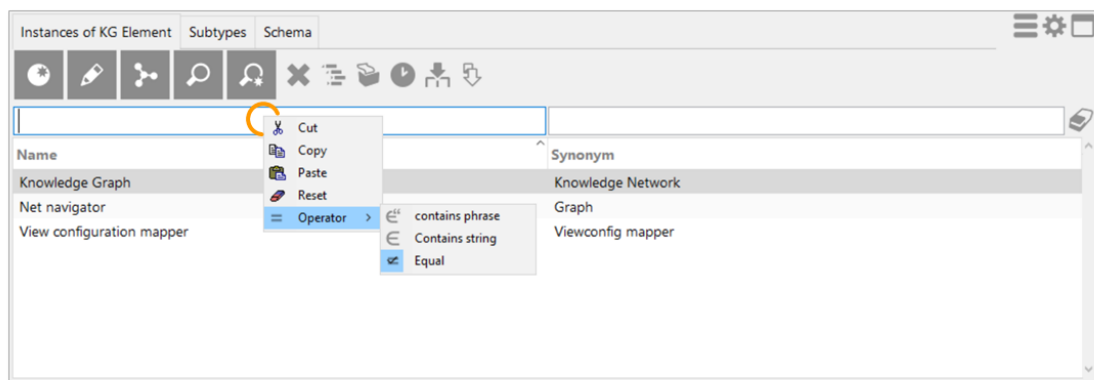 Instances of KG Element Subtypes Schema
Cut
Name Copy Synonym
Paste
Knowledge Graph Knowledge Network
Reset
Net navigator Graph
Operator > contains phrase
View configuration mapper Viewconfig mapper
Contains string
Equal